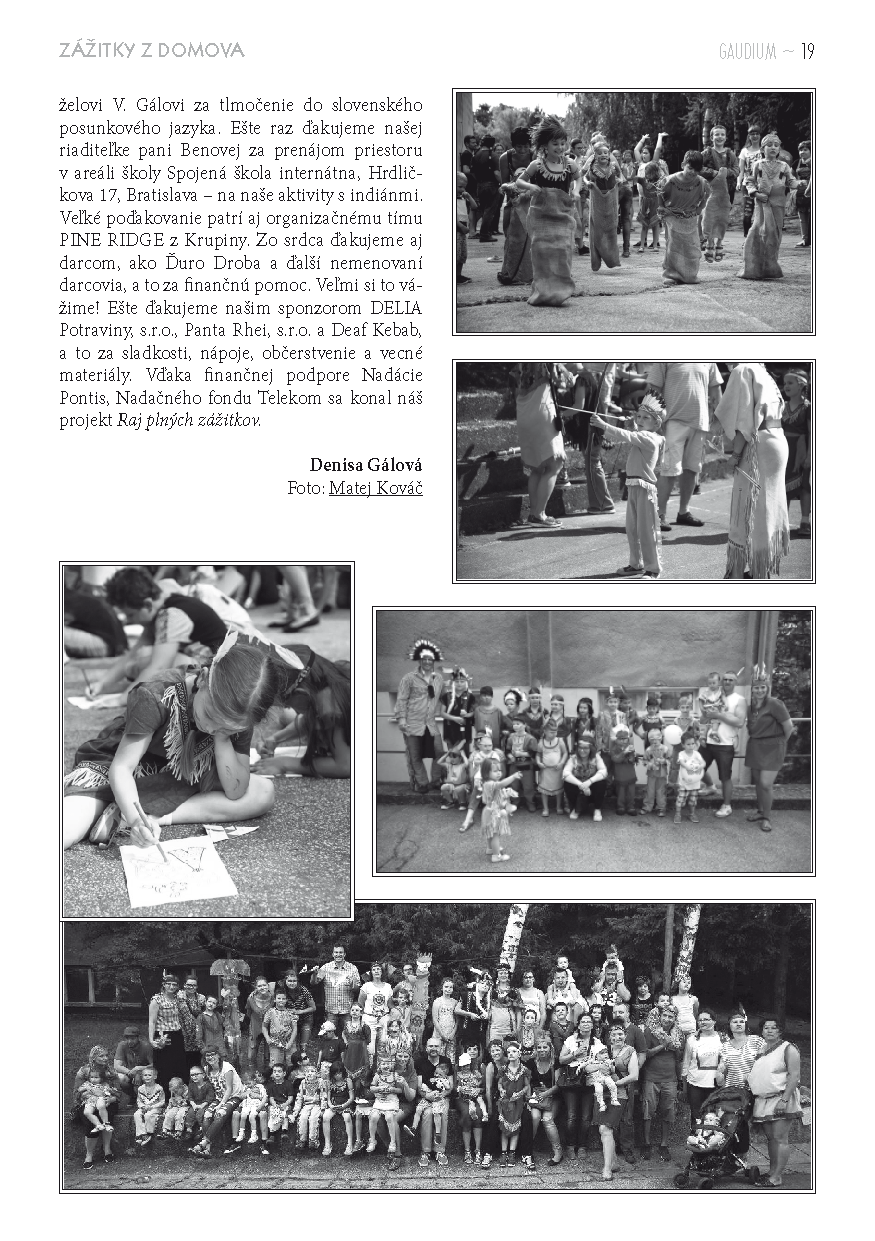 ZÁŽITKY Z DOMOVA
GAUDIUM ~ 19
želovi V. Gálovi za tlmočenie do slovenského
posunkového jazyka. Ešte raz ďakujeme našej
riaditeľke pani Benovej za prenájom priestoru
v areáli školy Spojená škola internátna, Hrdlič-
kova 17, Bratislava – na naše aktivity s indiánmi.
Veľké poďakovanie patrí aj organizačnému tímu
PINE RIDGE z Krupiny. Zo srdca ďakujeme aj
darcom, ako Ďuro Droba a ďalší nemenovaní
darcovia, a to za finančnú pomoc. Veľmi si to vá-
žime! Ešte ďakujeme našim sponzorom DELIA
Potraviny, s.r.o., Panta Rhei, s.r.o. a Deaf Kebab,
a to za sladkosti, nápoje, občerstvenie a vecné
materiály. Vďaka finančnej podpore Nadácie
Pontis, Nadačného fondu Telekom sa konal náš
projekt Raj plných zážitkov.
Denisa Gálová
Foto: Matej Kováč